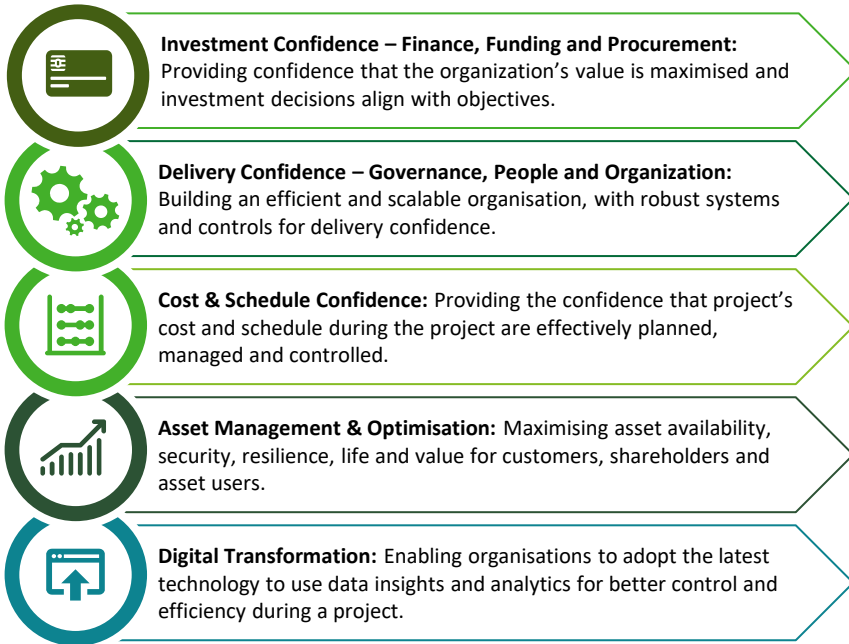 Investment Confidence – Finance, Funding and Procurement:
Providing confidence that the organization’s value is maximised and
investment decisions align with objectives.
Delivery Confidence – Governance, People and Organization:
Building an efficient and scalable organisation, with robust systems
and controls for delivery confidence.
Cost & Schedule Confidence: Providing the confidence that project’s
cost and schedule during the project are effectively planned,
managed and controlled.
Asset Management & Optimisation: Maximising asset availability,
security, resilience, life and value for customers, shareholders and
asset users.
Digital Transformation: Enabling organisations to adopt the latest
technology to use data insights and analytics for better control and
efficiency during a project.